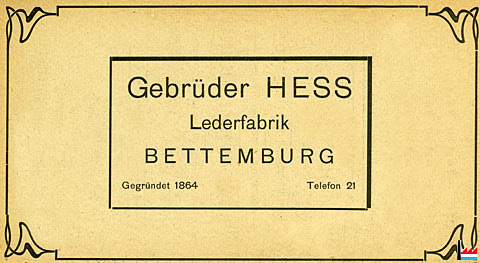 Gebrüder HESS
Lederfabrik
BETTEMBURG
Gegründet 1864 Telefon 21